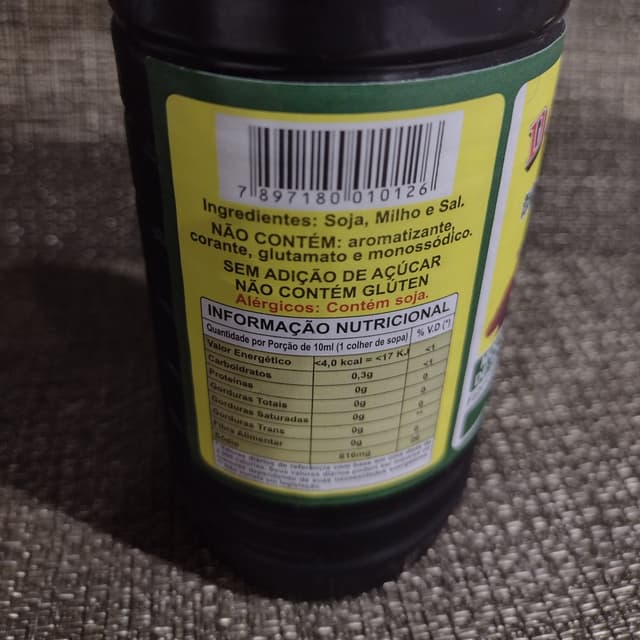 7 897180 010126
Ingredientes: Soja, Milho e Sal.
NÃO CONTÉM: aromatizante,
corante, glutamato e monossódico.
SEM ADIÇÃO DE AÇÚCAR
NÃO CONTÉM GLÚTEN
Alérgicos: Contém soja.
INFORMAÇÃO NUTRICIONAL
Quantidade por Porção de 10ml (1 colher de sopa) % V.D (*)
Valor Energético <4,0 kcal = <17 KJ <1
Carboidratos 0,3g <1
Proteínas 0g 0
Gorduras Totais 0g 0
Gorduras Saturadas 0g
Gorduras Trans 0g
Fibra Alimentar 0g
Sódio 616mg